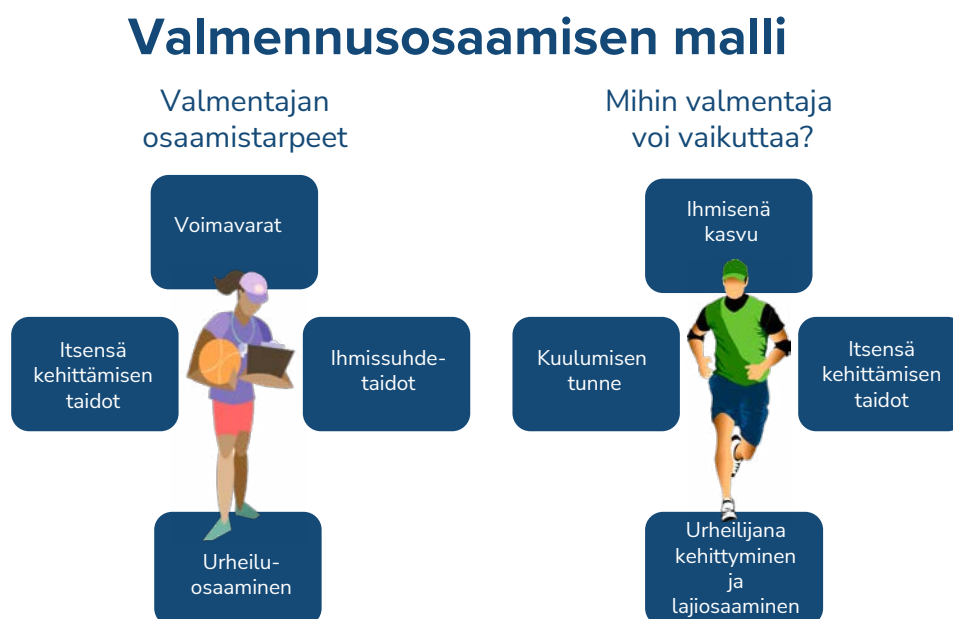 Valmennusosaamisen malli
Valmentajan
osaamistarpeet
Voimavarat
Itsensä
kehittämisen
taidot
Ihmissuhde-
taidot
Urheilu-
osaaminen
Mihin valmentaja
voi vaikuttaa?
Ihmisenä
kasvu
Kuulumisen
tunne
Itsensä
kehittämisen
taidot
Urheilijana
kehittyminen
ja
lajiosaaminen